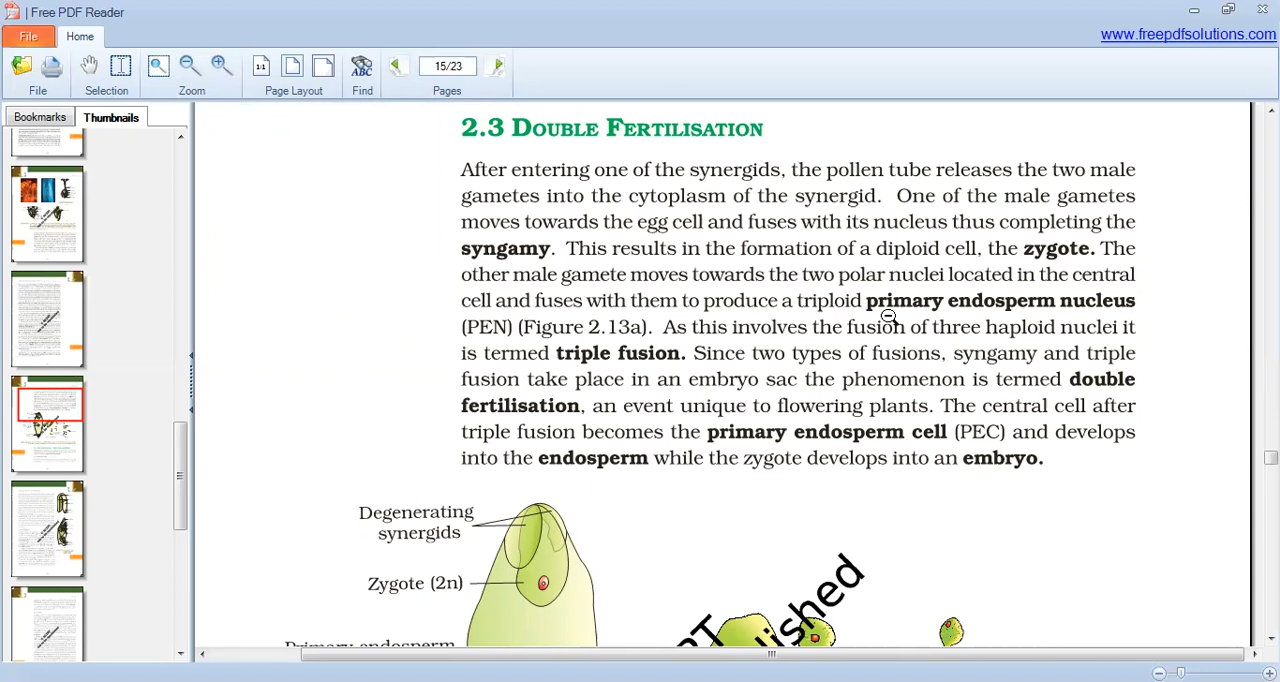 | Free PDF Reader
File
Home
www.freepdfsolutions.com
1:1
ABC
15/23
File
Selection
Zoom
Page Layout
Find
Pages
Bookmarks
Thumbnails
2.3 DOUBLE FERTILISATION
After entering one of the synergids, the pollen tube releases the two male
gametes into the cytoplasm of the synergid. One of the male gametes
moves towards the egg cell and fuses with its nucleus thus completing the
syngamy. This results in the formation of a diploid cell, the zygote. The
other male gamete moves towards the two polar nuclei located in the central
cell and fuses with them to produce a triploid primary endosperm nucleus
(PEN) (Figure 2.13a). As this involves the fusion of three haploid nuclei it
is termed triple fusion. Since two types of fusions, syngamy and triple
fusion take place in an embryo sac the phenomenon is termed double
fertilisation, an event unique to flowering plants. The central cell after
triple fusion becomes the primary endosperm cell (PEC) and develops
into the endosperm while the zygote develops into an embryo.
Degenerating
synergids
Zygote (2n)
Primary endosperm